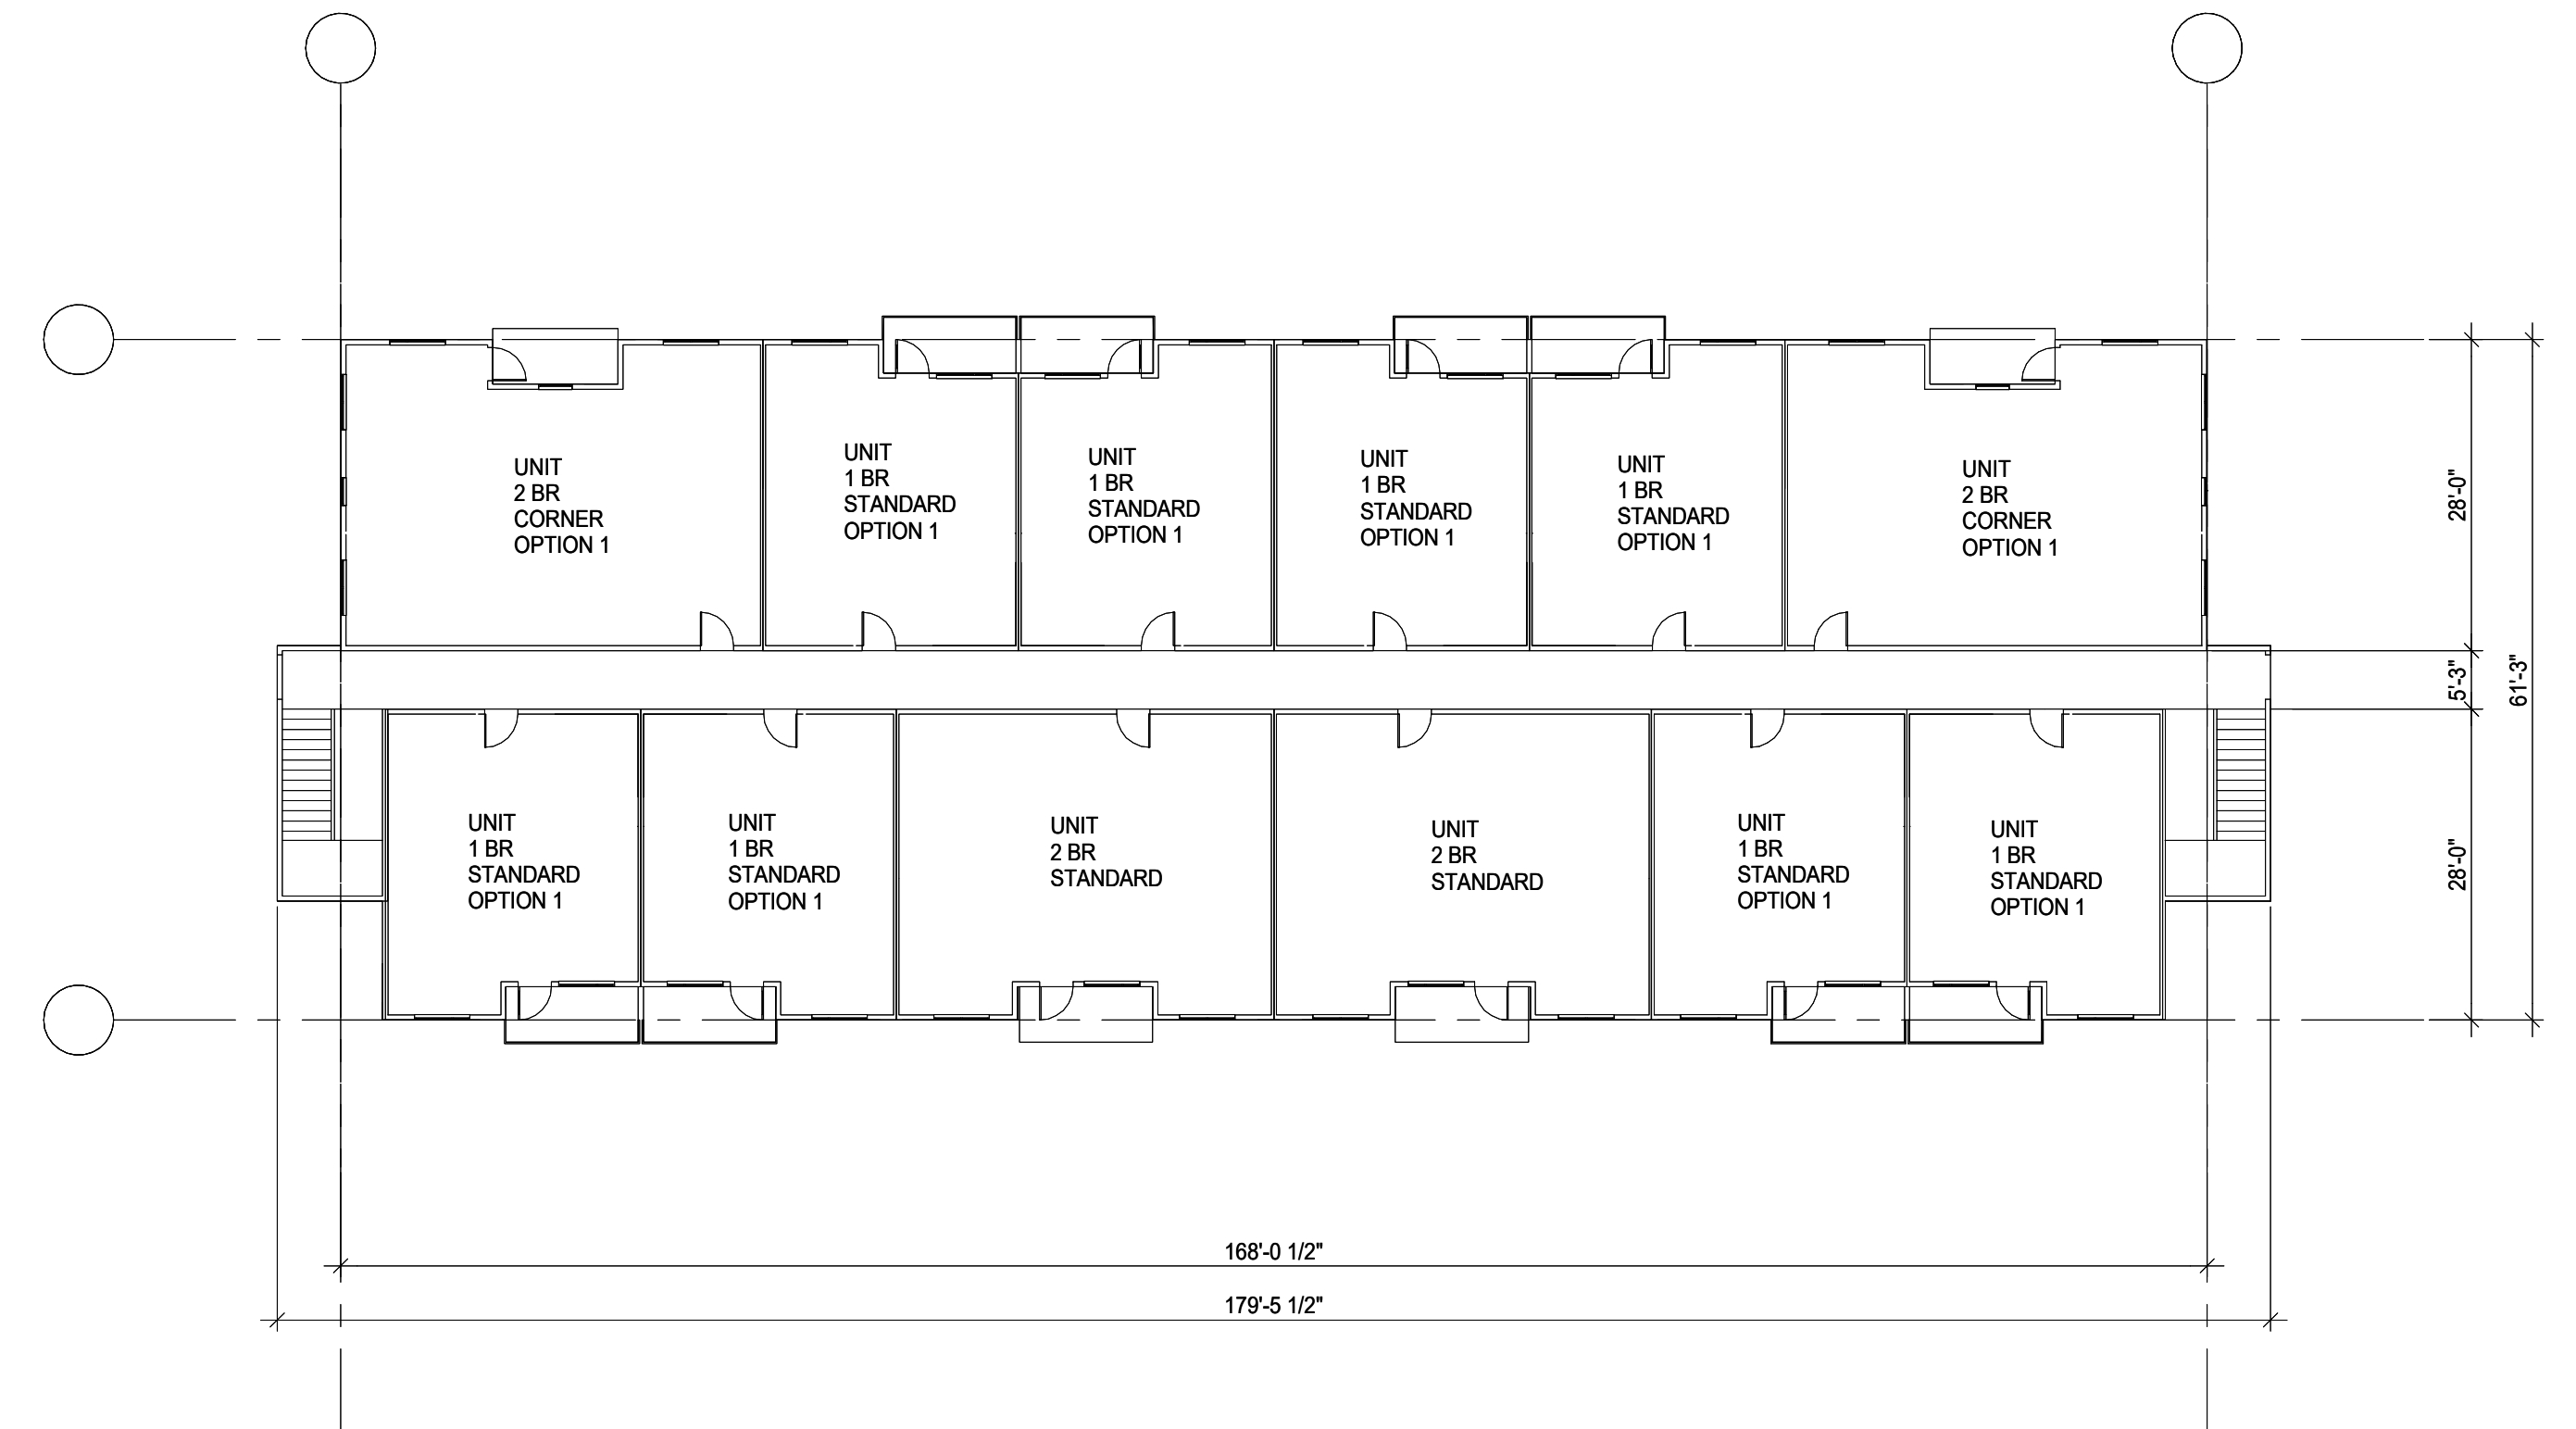 UNIT
2 BR
CORNER
OPTION 1
UNIT
1 BR
STANDARD
OPTION 1
UNIT
1 BR
STANDARD
OPTION 1
UNIT
1 BR
STANDARD
OPTION 1
UNIT
1 BR
STANDARD
OPTION 1
UNIT
2 BR
CORNER
OPTION 1
28'-0"
5'-3"
61'-3"
UNIT
1 BR
STANDARD
OPTION 1
UNIT
1 BR
STANDARD
OPTION 1
UNIT
2 BR
STANDARD
UNIT
2 BR
STANDARD
UNIT
1 BR
STANDARD
OPTION 1
UNIT
1 BR
STANDARD
OPTION 1
28'-0"
168'-0 1/2"
179'-5 1/2"